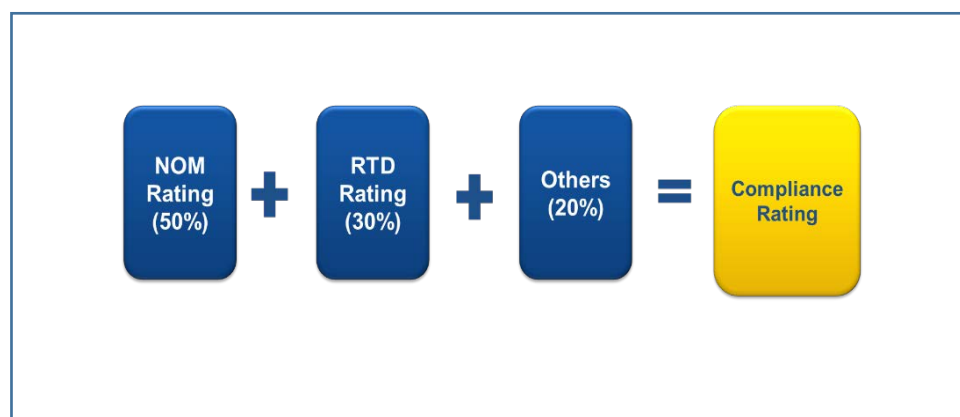 NOM
Rating
(50%)
+
RTD
Rating
(30%)
+
Others
(20%)
=
Compliance
Rating